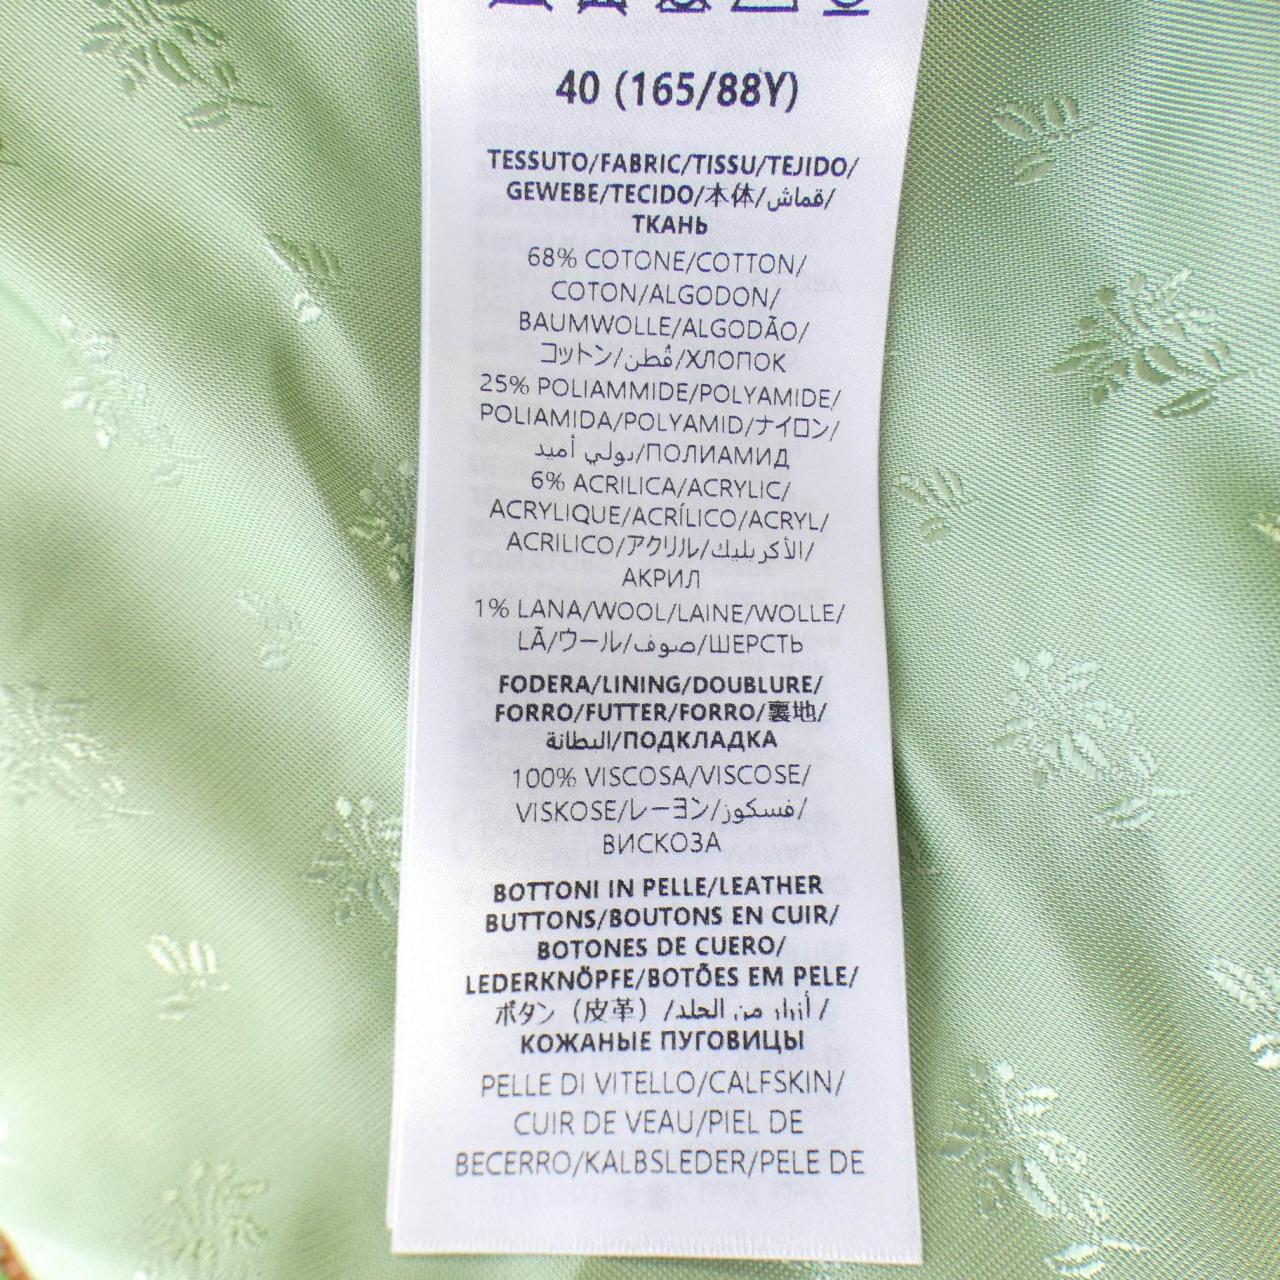 40 (165/88Y)
TESSUTO/FABRIC/TISSU/TEJIDO/
GEWEBE/TECIDO/本体/قماش/
ТКАНЬ
68% COTONE/COTTON/
COTON/ALGODON/
BAUMWOLLE/ALGODÃO/
コットン/قُطن/ХЛОПОК
25% POLIAMMIDE/POLYAMIDE/
POLIAMIDA/POLYAMID/ナイロン/
بولي أميد/ПОЛИАМИД
6% ACRILICA/ACRYLIC/
ACRYLIQUE/ACRÍLICO/ACRYL/
ACRILICO/アクリル/الأكريليك/
АКРИЛ
1% LANA/WOOL/LAINE/WOLLE/
LÃ/ウール/صوف/ШЕРСТЬ
FODERA/LINING/DOUBLURE/
FORRO/FUTTER/FORRO/裏地/
البطانة/ПОДКЛАДКА
100% VISCOSA/VISCOSE/
VISKOSE/レーヨン/فسكوز/
ВИСКОЗА
BOTTONI IN PELLE/LEATHER
BUTTONS/BOUTONS EN CUIR/
BOTONES DE CUERO/
LEDERKNÖPFE/BOTÕES EM PELE/
ボタン（皮革）/أزرار من الجلد/
КОЖАНЫЕ ПУГОВИЦЫ
PELLE DI VITELLO/CALFSKIN/
CUIR DE VEAU/PIEL DE
BECERRO/KALBSLEDER/PELE DE